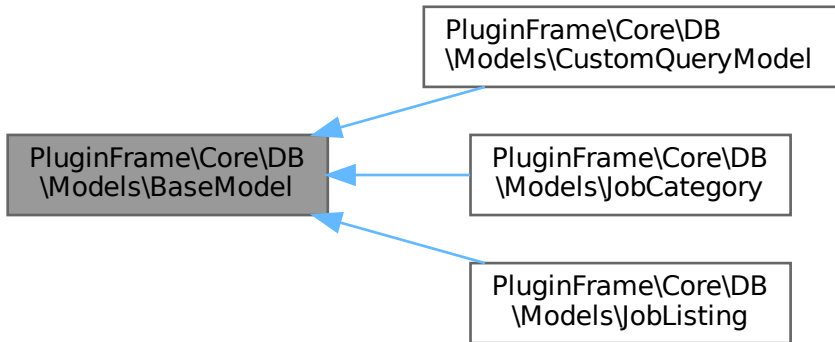 PluginFrame\Core\DB
\Models\CustomQueryModel
PluginFrame\Core\DB
\Models\BaseModel
PluginFrame\Core\DB
\Models\JobCategory
PluginFrame\Core\DB
\Models\JobListing